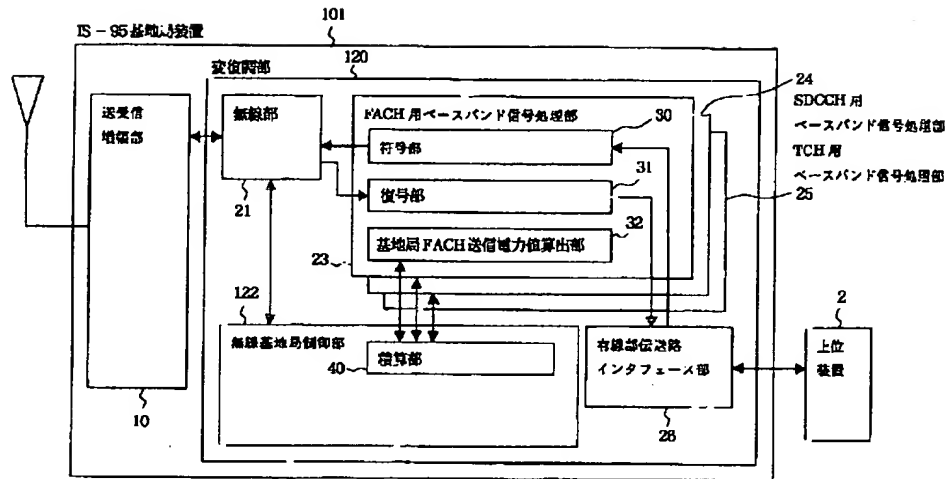 101
IS-95基地局装置
120
変復調部
送受信
増幅部
無線部
21
FACH用ベースバンド信号処理部
30
符号部
31
復号部
32
基地局FACH送信電力値算出部
23
24
SDCCH用
ベースバンド信号処理部
TCH用
ベースバンド信号処理部
25
122
無線基地局制御部
積算部
40
有線部伝送路
インタフェース部
26
2
上位
装置
10